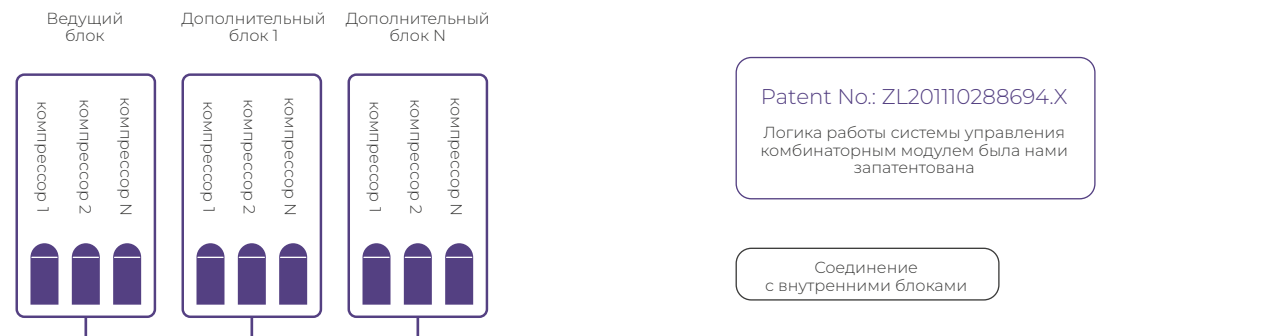 Ведущий
блок
Дополнительный
блок 1
Дополнительный
блок N
компрессор 1
компрессор 2
компрессор N
компрессор 1
компрессор 2
компрессор N
компрессор 1
компрессор 2
компрессор N
Patent No.: ZL201110288694.X
Логика работы системы управления
комбинаторным модулем была нами
запатентована
Соединение
с внутренними блоками